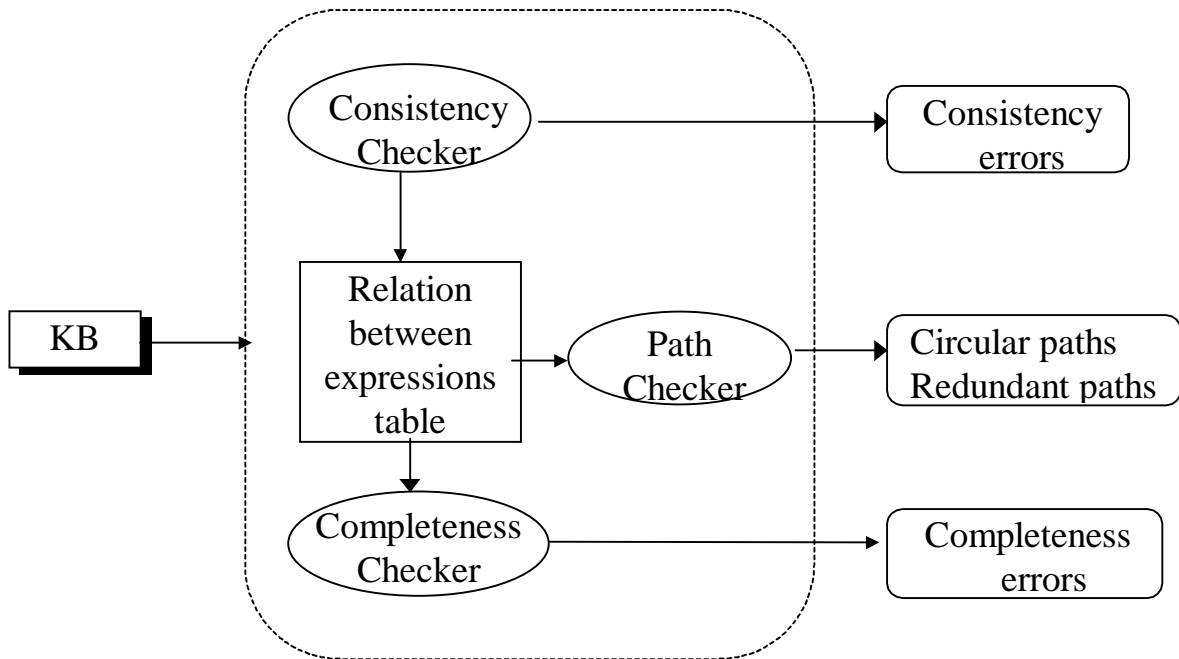 Consistency
Checker
Consistency
errors
KB
Relation
between
expressions
table
Path
Checker
Circular paths
Redundant paths
Completeness
Checker
Completeness
errors